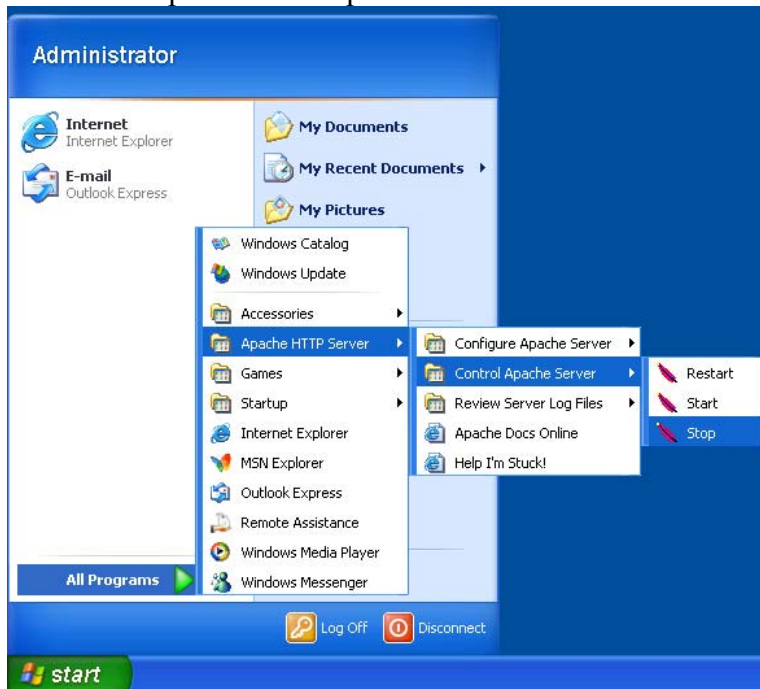 Administrator
Internet
Internet Explorer
E-mail
Outlook Express
My Documents
My Recent Documents
My Pictures
Windows Catalog
Windows Update
Accessories
Apache HTTP Server
Games
Startup
Internet Explorer
MSN Explorer
Outlook Express
Remote Assistance
Windows Media Player
Windows Messenger
Configure Apache Server
Control Apache Server
Review Server Log Files
Apache Docs Online
Help I'm Stuck!
Restart
Start
Stop
All Programs
Log Off
Disconnect
start